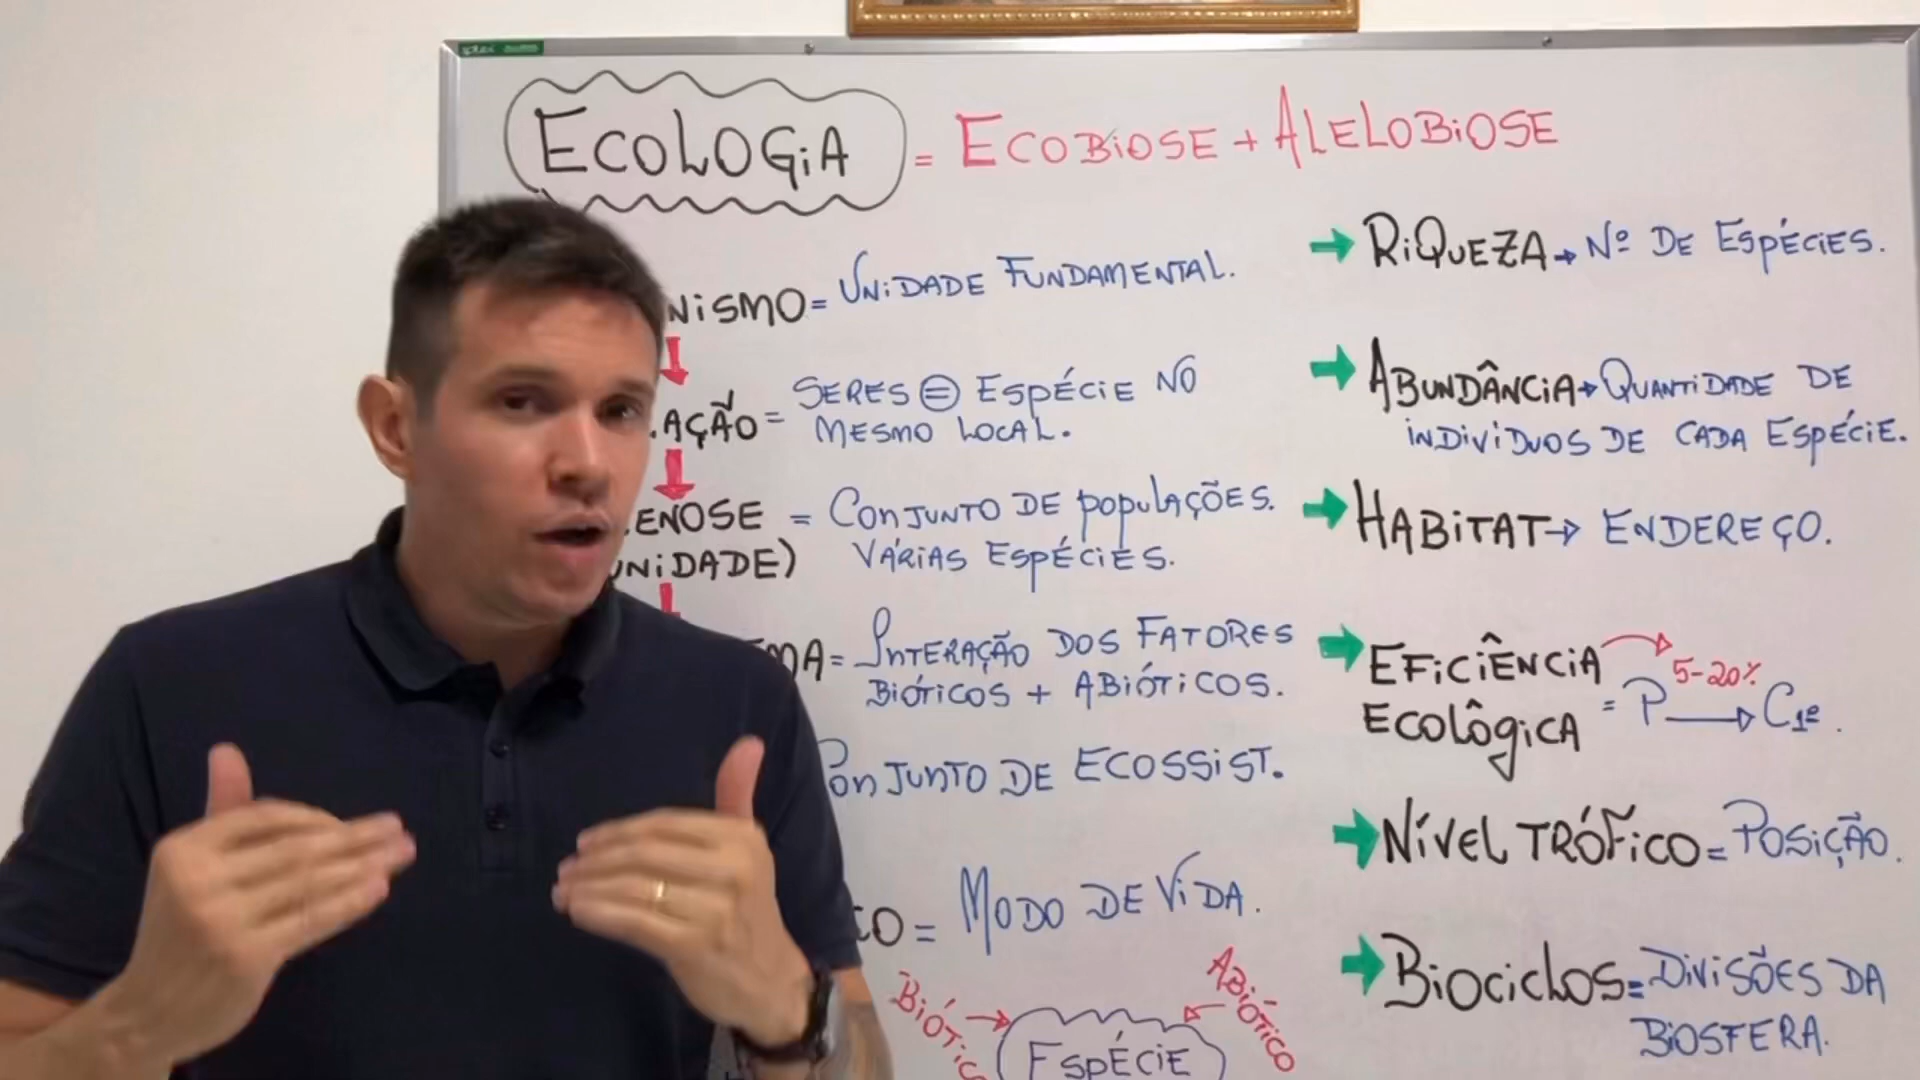 ECOLOGIA = ECOBIOSE + ALELOBIOSE
NISMO = UNIDADE FUNDAMENTAL.
AÇÃO = SERES = ESPÉCIE NO
MESMO LOCAL.
ENOSE = CONJUNTO DE POPULAÇÕES.
UNIDADE) VÁRIAS ESPÉCIES.
MA = INTERAÇÃO DOS FATORES
BIÓTICOS + ABIÓTICOS.
CONJUNTO DE ECOSSIST.
CO = MODO DE VIDA.
BIÓTIC
ABIÓTICO
ESPÉCIE
RIQUEZA → Nº DE ESPÉCIES.
ABUNDÂNCIA → QUANTIDADE DE
INDIVIDUOS DE CADA ESPÉCIE.
HABITAT → ENDEREÇO.
EFICIÊNCIA 5-20%
ECOLÔGICA = P → C1º.
NÍVEL TRÓFICO = POSIÇÃO.
BIOCICLOS = DIVISÕES DA
BIOSFERA.